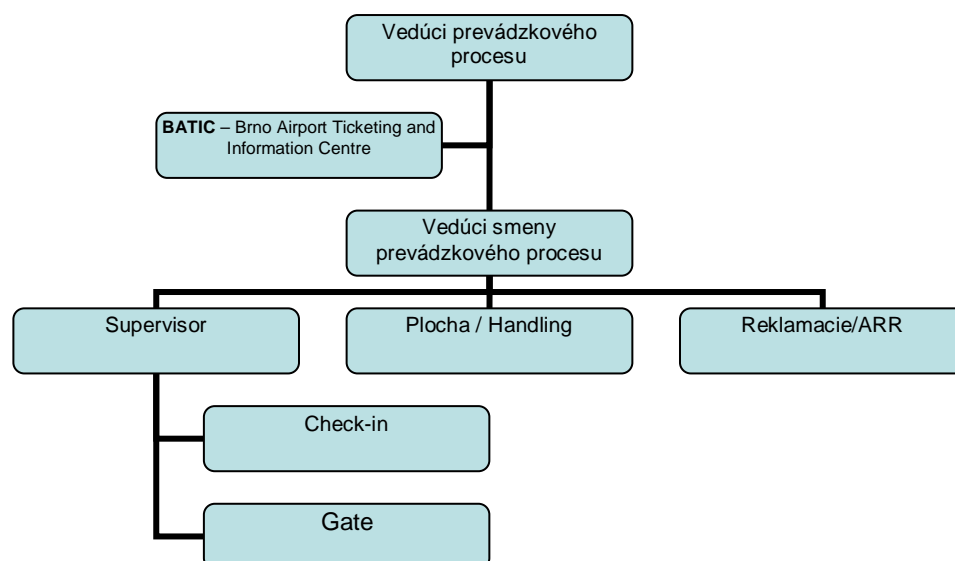 Vedúci prevádzkového
procesu
BATIC – Brno Airport Ticketing and
Information Centre
Vedúci smeny
prevádzkového procesu
Supervisor
Plocha / Handling
Reklamacie/ARR
Check-in
Gate